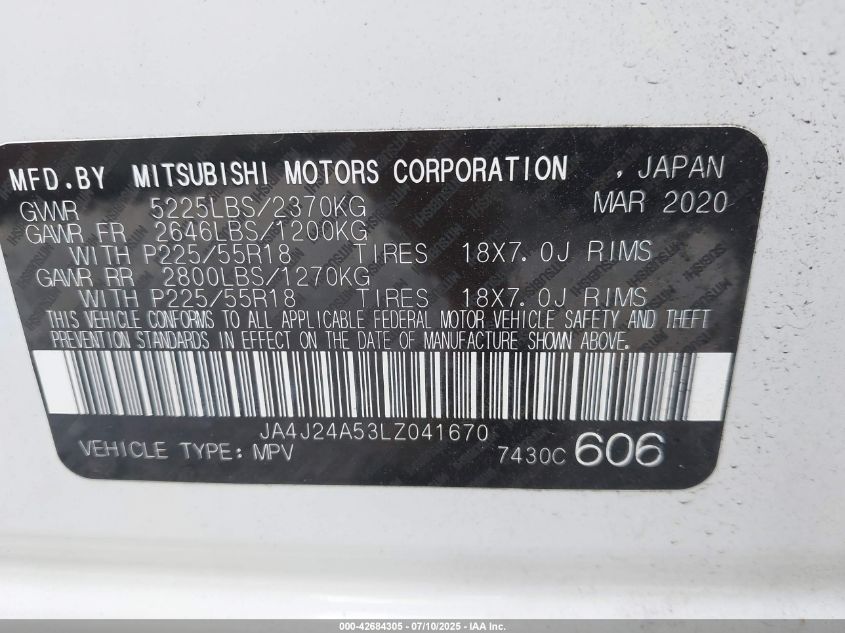 MFD.BY MITSUBISHI MOTORS CORPORATION , JAPAN
GVWR 5225LBS/2370KG MAR 2020
GAWR FR 2646LBS/1200KG
WITH P225/55R18 TIRES 18X7.0J RIMS
GAWR RR 2800LBS/1270KG
WITH P225/55R18 TIRES 18X7.0J RIMS
THIS VEHICLE CONFORMS TO ALL APPLICABLE FEDERAL MOTOR VEHICLE SAFETY AND THEFT
PREVENTION STANDARDS IN EFFECT ON THE DATE OF MANUFACTURE SHOWN ABOVE.
JA4J24A53LZ041670
VEHICLE TYPE: MPV 7430C 606
000-42684305 - 07/10/2025 - IAA Inc.